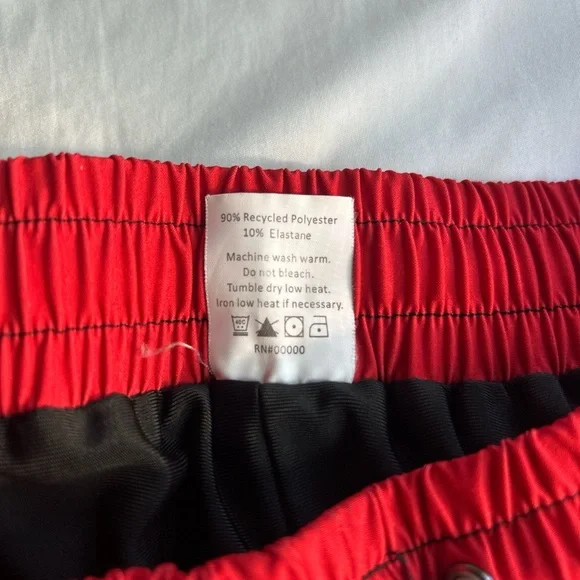 90% Recycled Polyester
10% Elastane
Machine wash warm.
Do not bleach.
Tumble dry low heat.
Iron low heat if necessary.
RN#00000